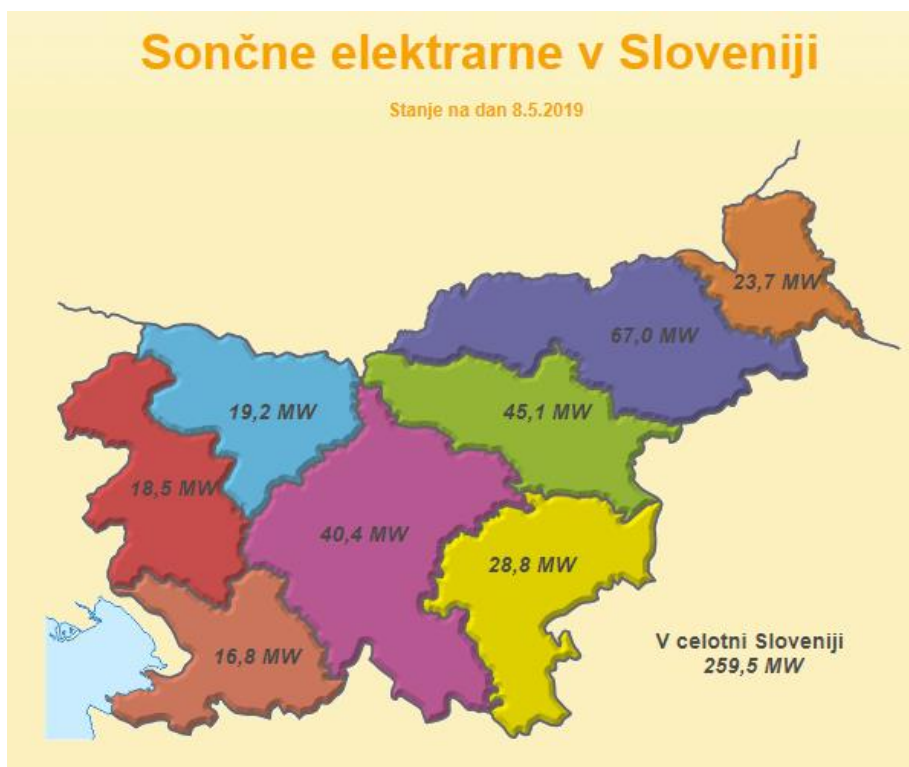 Sončne elektrarne v Sloveniji
Stanje na dan 8.5.2019
23,7 MW
67,0 MW
19,2 MW
45,1 MW
18,5 MW
40,4 MW
28,8 MW
16,8 MW
V celotni Sloveniji
259,5 MW